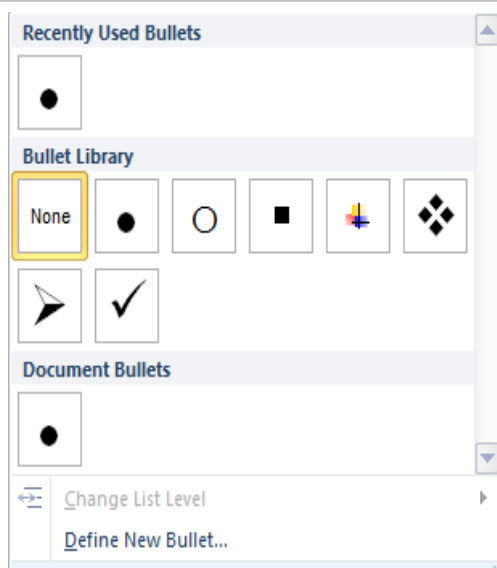 Recently Used Bullets
Bullet Library
None
Document Bullets
Change List Level
Define New Bullet...